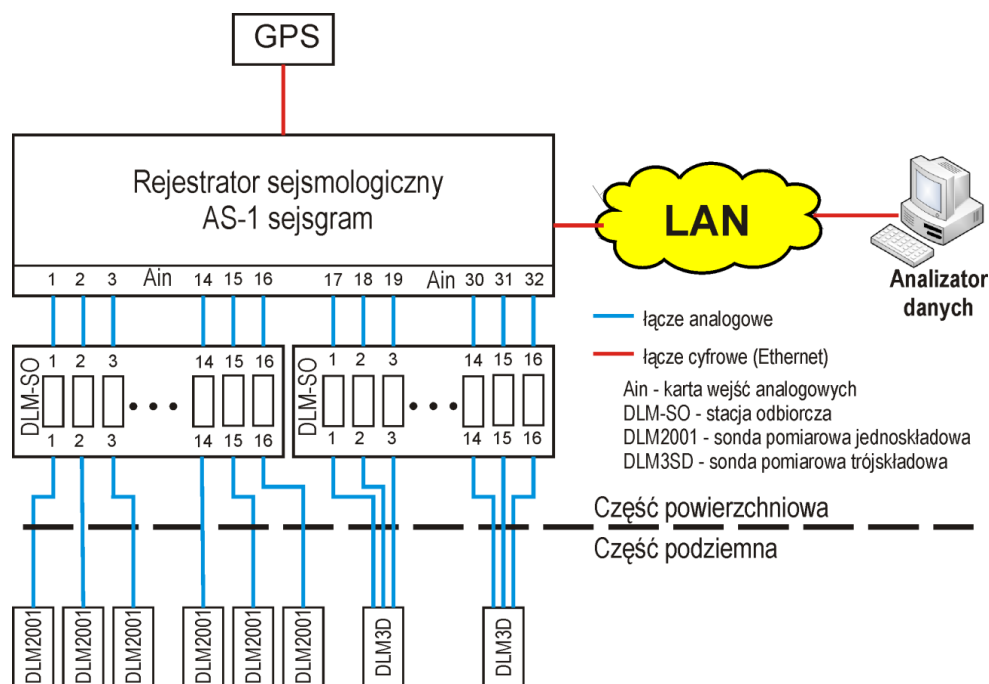 GPS
Rejestrator sejsmologiczny
AS-1 sejsgram
1 2 3 Ain 14 15 16 17 18 19 Ain 30 31 32
LAN
Analizator
danych
łącze analogowe
łącze cyfrowe (Ethernet)
Ain - karta wejść analogowych
DLM-SO - stacja odbiorcza
DLM2001 - sonda pomiarowa jednoskładowa
DLM3SD - sonda pomiarowa trójskładowa
DLM-SO
1 2 3 14 15 16
1 2 3 14 15 16
DLM-SO
1 2 3 14 15 16
1 2 3 14 15 16
Część powierzchniowa
Część podziemna
DLM2001
DLM2001
DLM2001
DLM2001
DLM2001
DLM2001
DLM3D
DLM3D